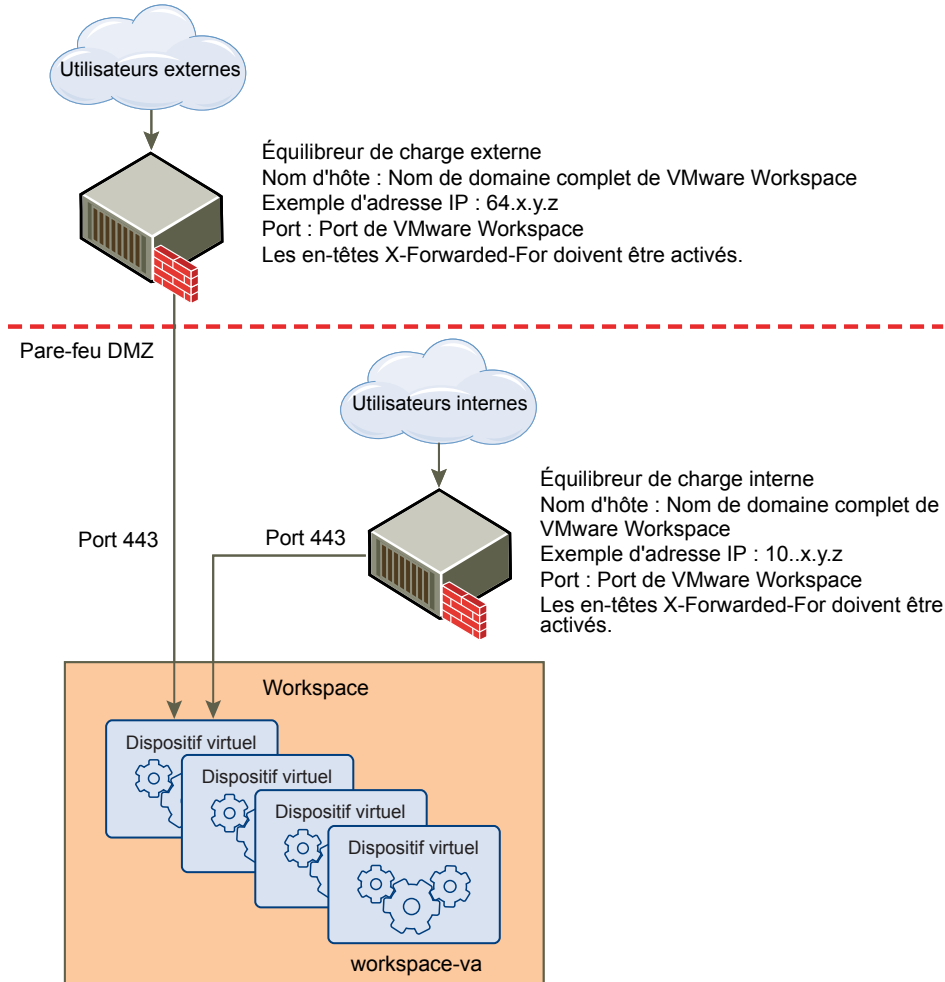 Utilisateurs externes
Équilibreur de charge externe
Nom d'hôte : Nom de domaine complet de VMware Workspace
Exemple d'adresse IP : 64.x.y.z
Port : Port de VMware Workspace
Les en-têtes X-Forwarded-For doivent être activés.
Pare-feu DMZ
Utilisateurs internes
Équilibreur de charge interne
Nom d'hôte : Nom de domaine complet de
VMware Workspace
Exemple d'adresse IP : 10..x.y.z
Port : Port de VMware Workspace
Les en-têtes X-Forwarded-For doivent être
activés.
Port 443
Port 443
Workspace
Dispositif virtuel
Dispositif virtuel
Dispositif virtuel
Dispositif virtuel
workspace-va